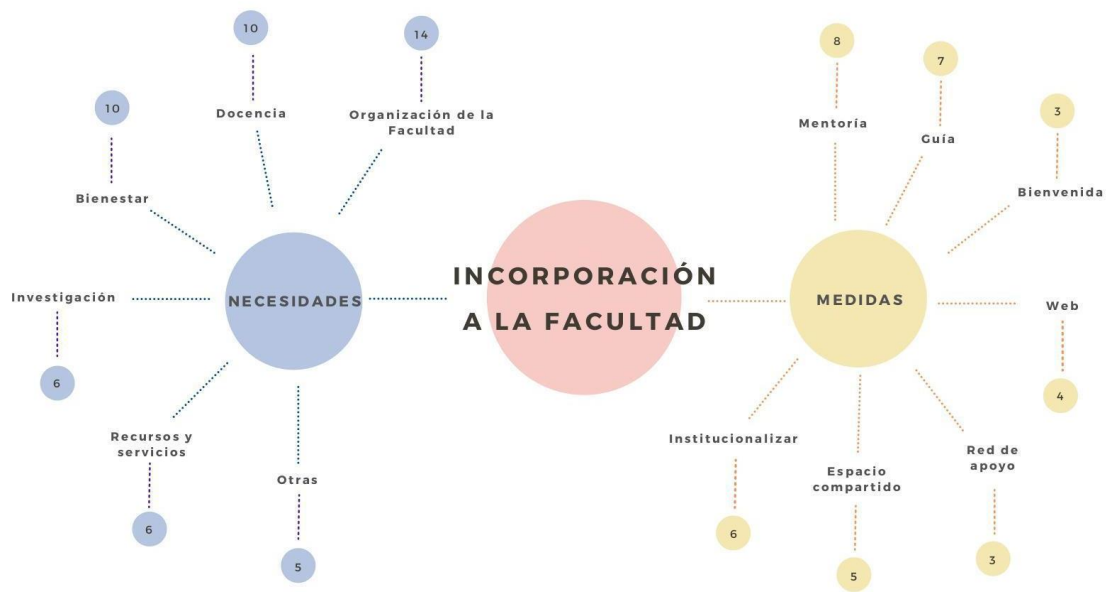 10
14
10
Docencia
Organización de la
Facultad
Bienestar
Investigación
NECESIDADES
6
Recursos y
servicios
6
Otras
5
INCORPORACIÓN
A LA FACULTAD
8
7
3
Mentoría
Guía
Bienvenida
MEDIDAS
Web
4
Institucionalizar
6
Espacio
compartido
5
Red de
apoyo
3